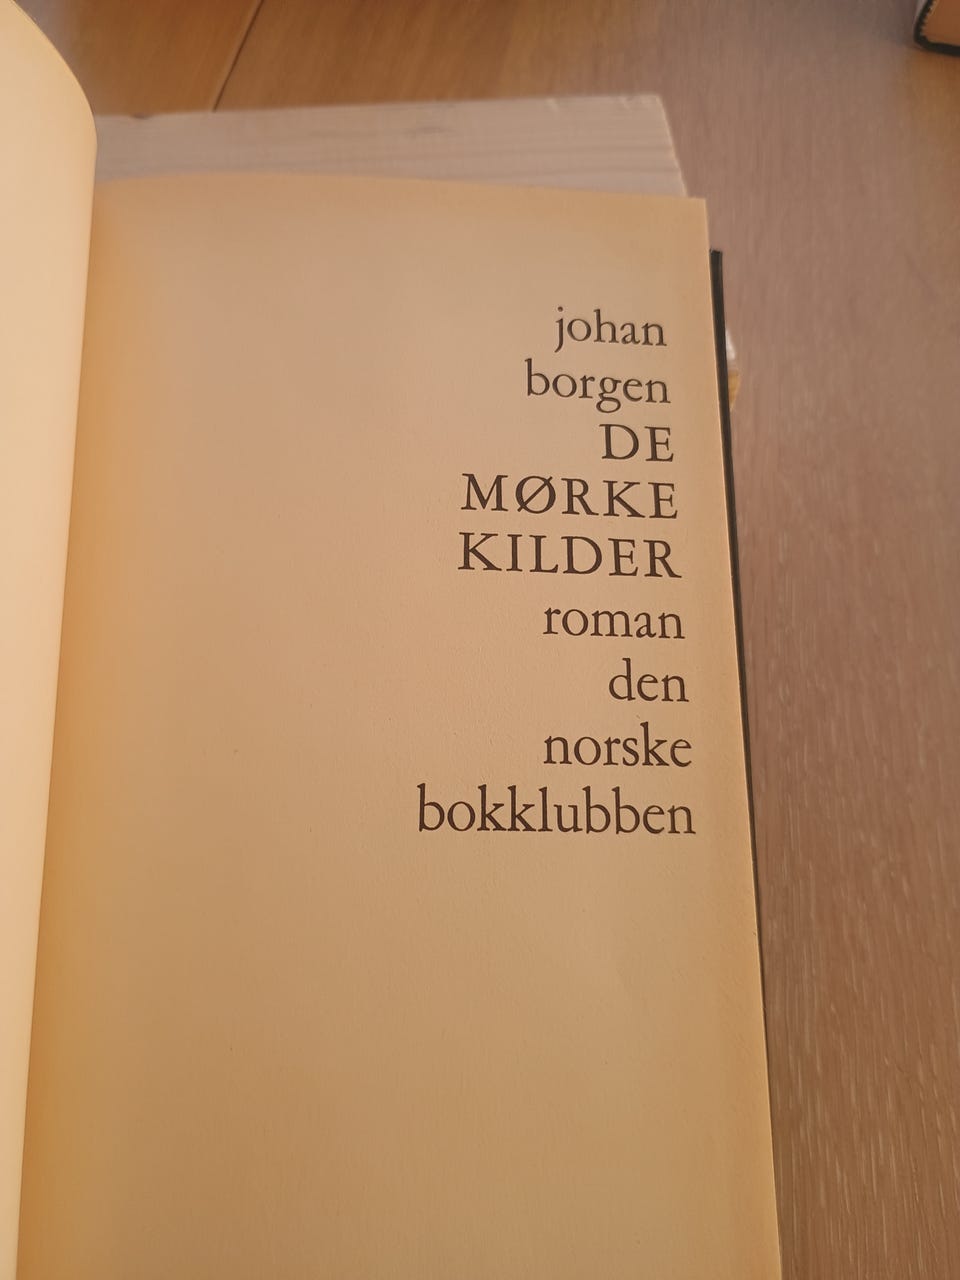 johan
borgen
DE
MØRKE
KILDER
roman
den
norske
bokklubben